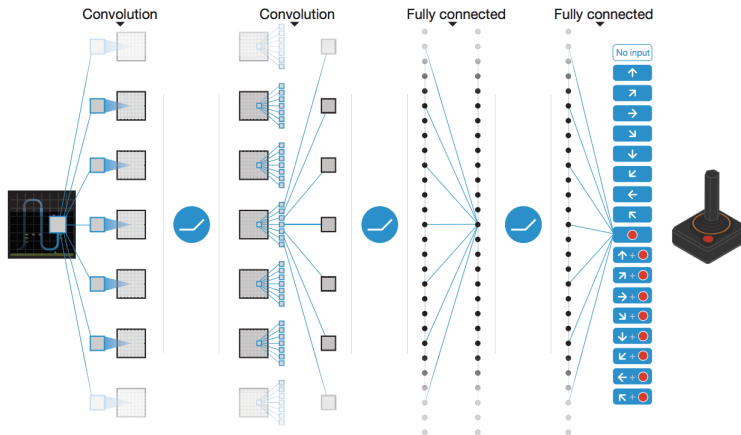 Convolution
Convolution
Fully connected
Fully connected
No input
+
+
+
+
+
+
+
+